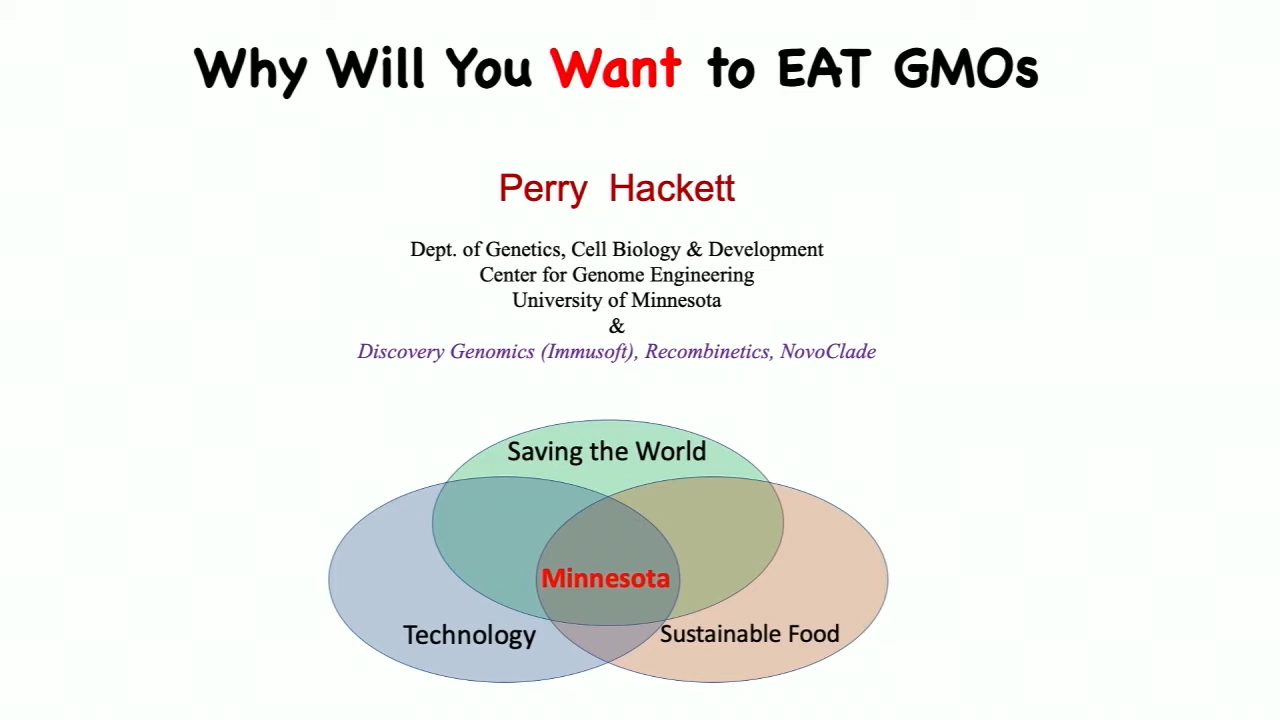 Why Will You Want to EAT GMOs
Perry Hackett
Dept. of Genetics, Cell Biology & Development
Center for Genome Engineering
University of Minnesota
&
Discovery Genomics (Immusoft), Recombinetics, NovoClade
Saving the World
Minnesota
Technology
Sustainable Food